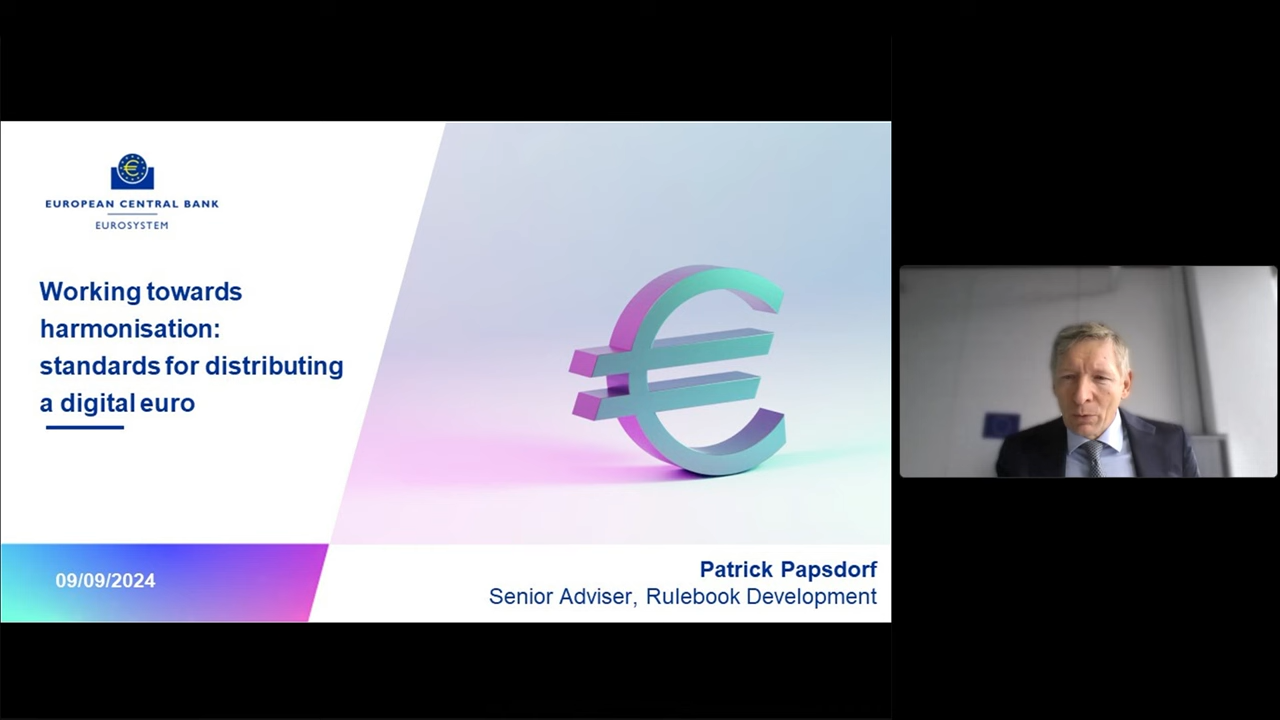 EUROPEAN CENTRAL BANK
EUROSYSTEM
Working towards
harmonisation:
standards for distributing
a digital euro
09/09/2024
Patrick Papsdorf
Senior Adviser, Rulebook Development